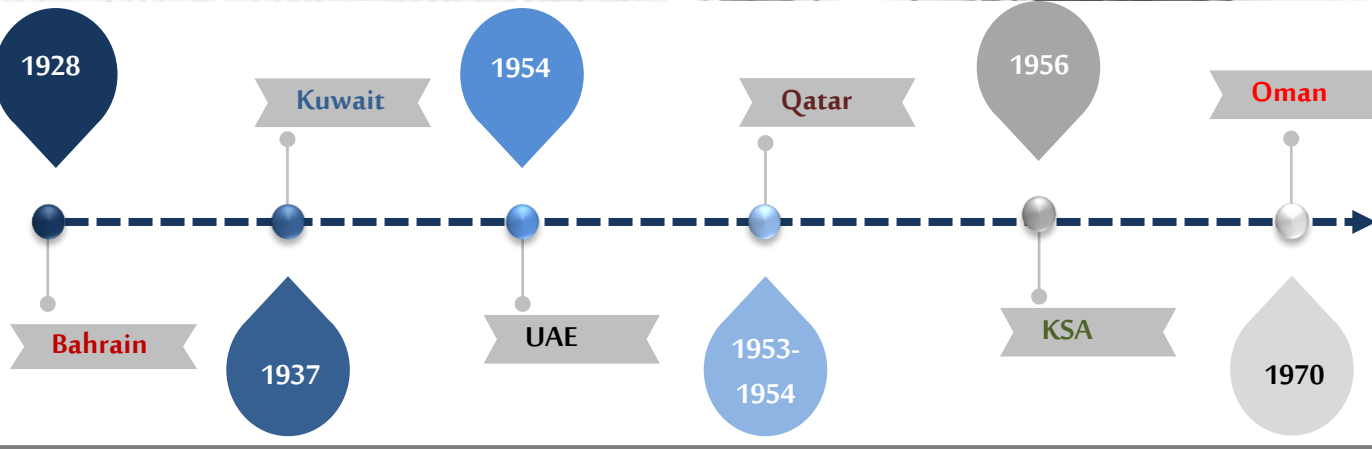 1928
Bahrain
Kuwait
1937
1954
UAE
Qatar
1953-
1954
1956
KSA
Oman
1970